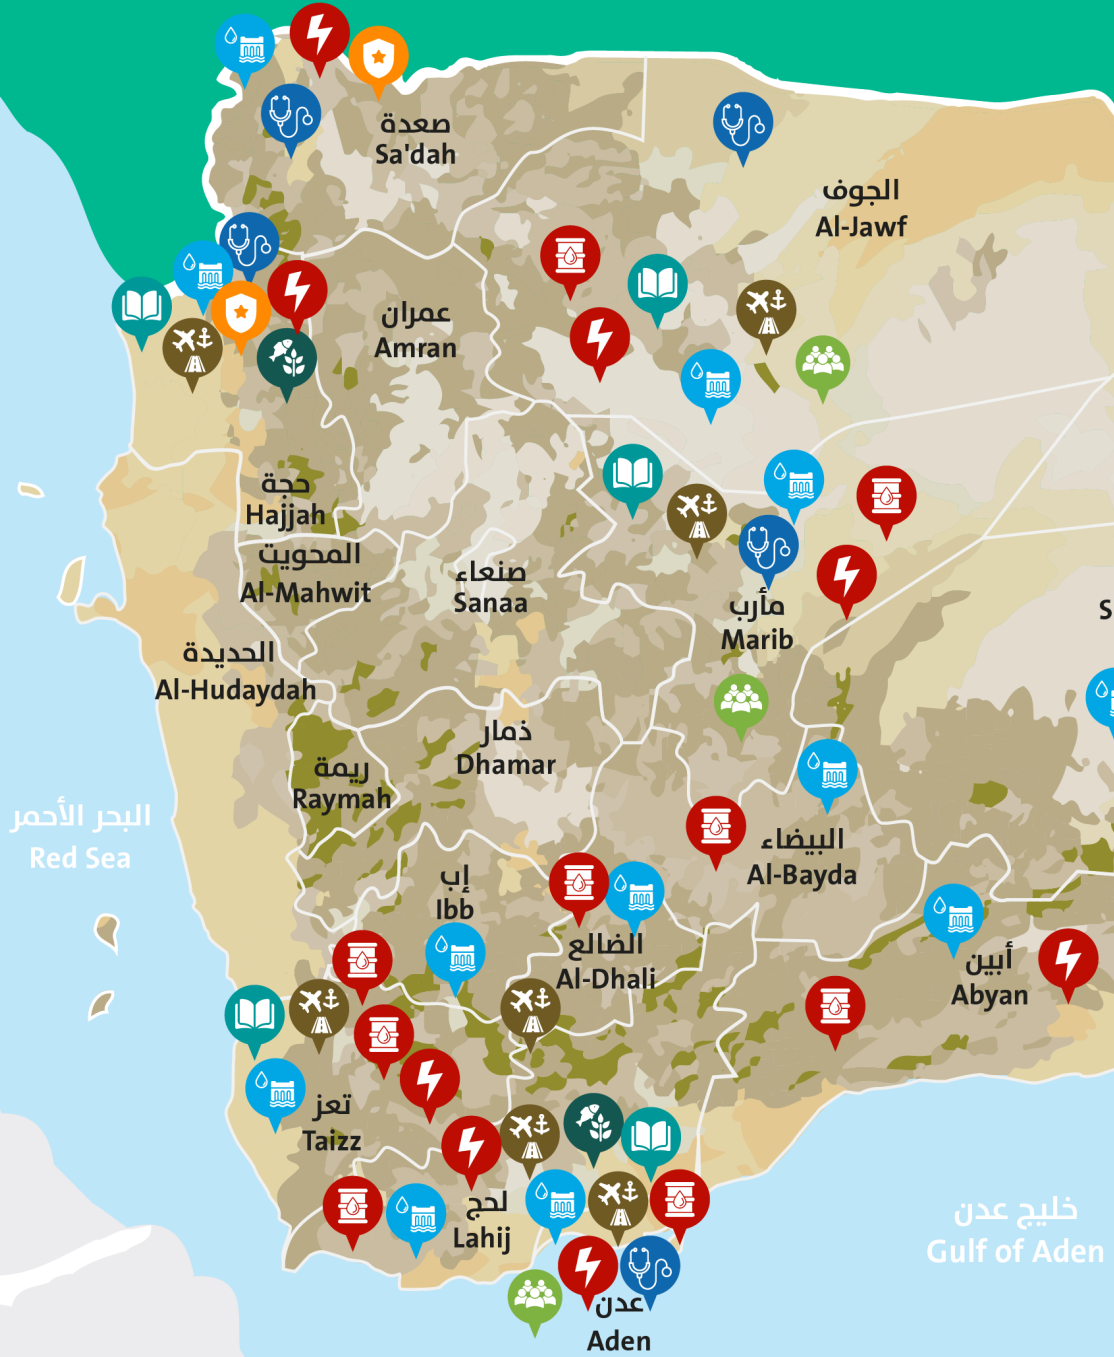 صعدة
Sa'dah
الجوف
Al-Jawf
عمران
Amran
حجة
Hajjah
المحويت
Al-Mahwit
صنعاء
Sanaa
مأرب
Marib
S
الحديدة
Al-Hudaydah
ذمار
Dhamar
ريمة
Raymah
البحر الأحمر
Red Sea
البيضاء
Al-Bayda
إب
Ibb
الضالع
Al-Dhali
أبين
Abyan
تعز
Taizz
لحج
Lahij
خليج عدن
Gulf of Aden
عدن
Aden